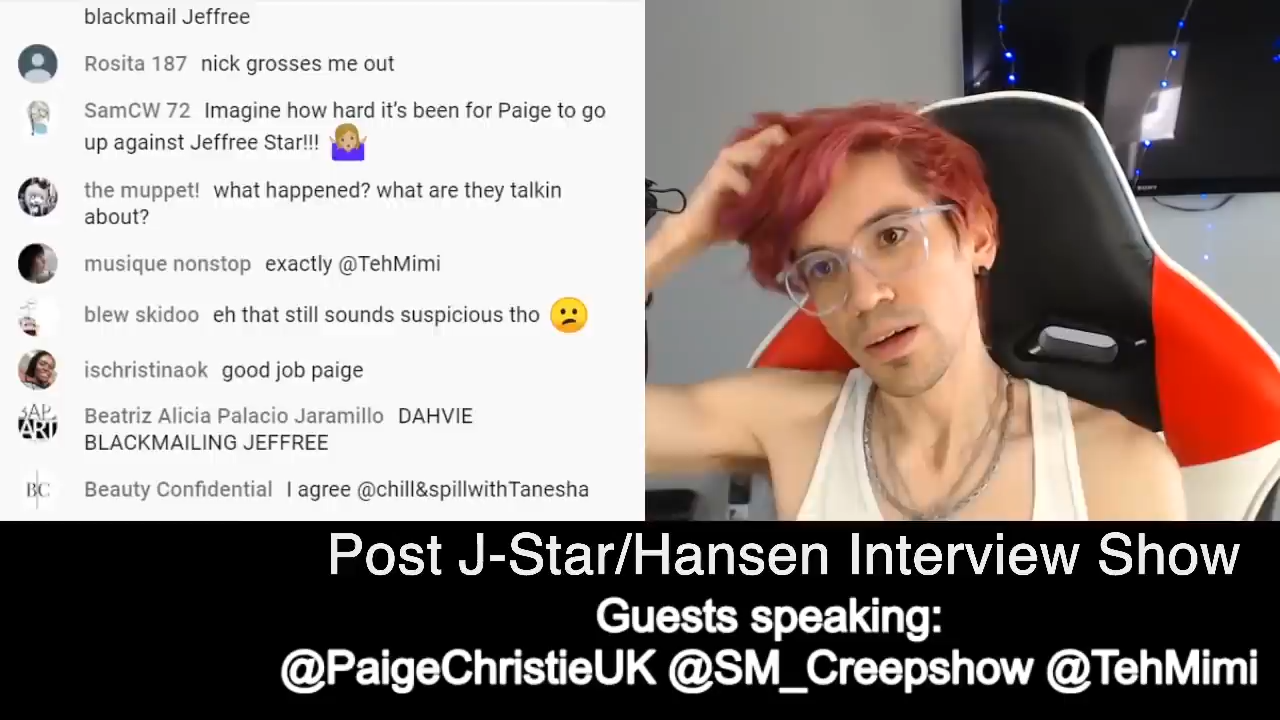 blackmail Jeffree
Rosita 187 nick grosses me out
SamCW 72 Imagine how hard it's been for Paige to go
up against Jeffree Star!!!
the muppet! what happened? what are they talkin
about?
musique nonstop exactly @TehMimi
blew skidoo eh that still sounds suspicious tho
ischristinaok good job paige
Beatriz Alicia Palacio Jaramillo DAHVIE
BLACKMAILING JEFFREE
BC
Beauty Confidential I agree @chill&spillwithTanesha
SONY
Post J-Star/Hansen Interview Show
Guests speaking:
@PaigeChristieUK @SM_Creepshow @TehMimi